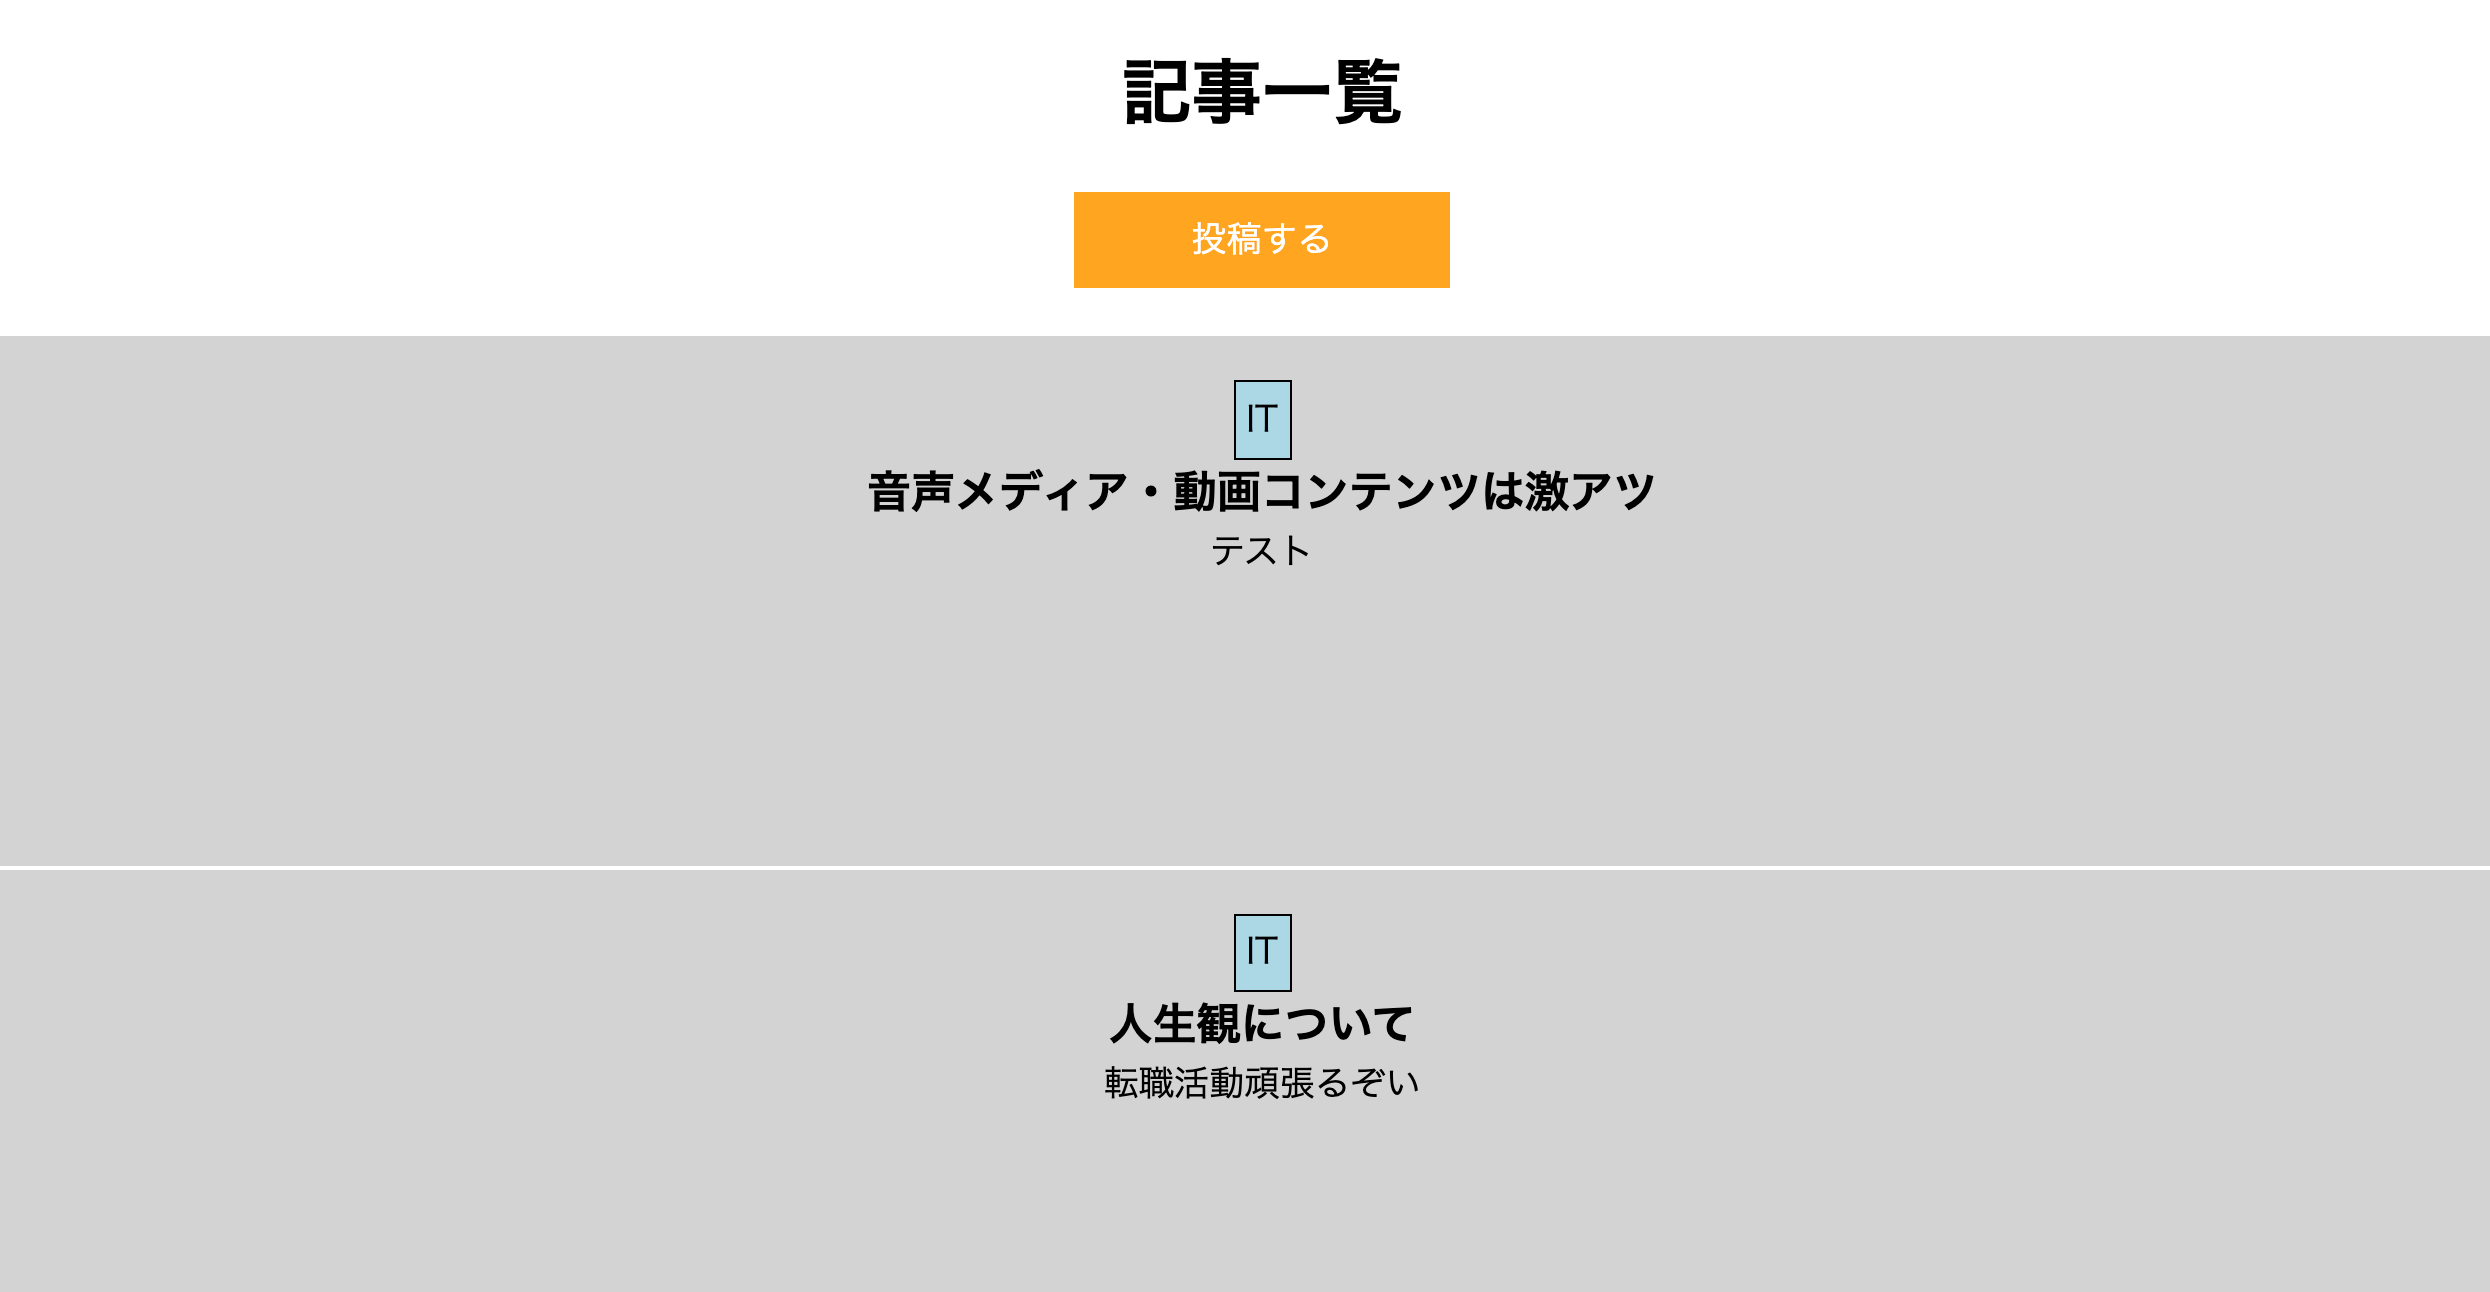 記事一覧
投稿する
IT
音声メディア・動画コンテンツは激アツ
テスト
IT
人生観について
転職活動頑張るぞい